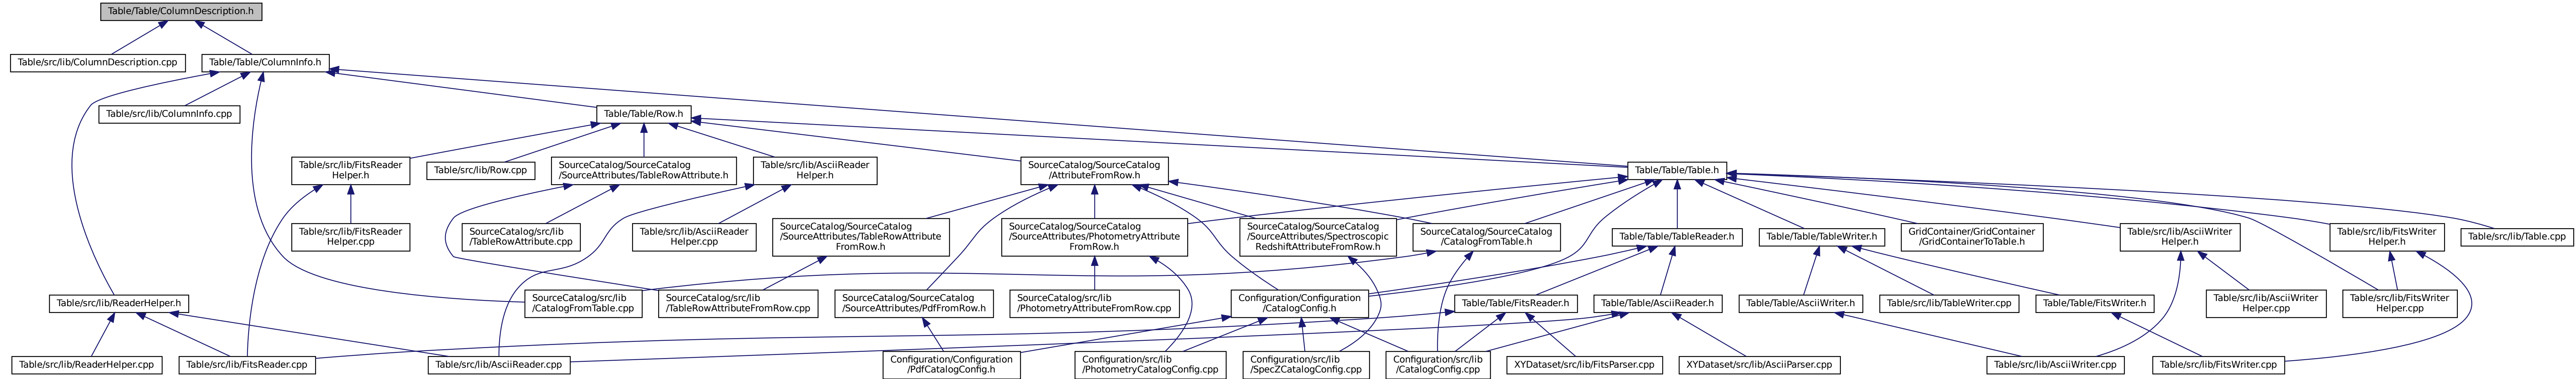 Table/Table/ColumnDescription.h
Table/src/lib/ColumnDescription.cpp
Table/Table/ColumnInfo.h
Table/src/lib/ColumnInfo.cpp
Table/Table/Row.h
Table/src/lib/FitsReader
Helper.h
Table/src/lib/Row.cpp
SourceCatalog/SourceCatalog
/SourceAttributes/TableRowAttribute.h
Table/src/lib/AsciiReader
Helper.h
SourceCatalog/SourceCatalog
/AttributeFromRow.h
Table/Table/Table.h
Table/src/lib/FitsReader
Helper.cpp
SourceCatalog/src/lib
/TableRowAttribute.cpp
Table/src/lib/AsciiReader
Helper.cpp
SourceCatalog/SourceCatalog
/SourceAttributes/TableRowAttribute
FromRow.h
SourceCatalog/SourceCatalog
/SourceAttributes/PhotometryAttribute
FromRow.h
SourceCatalog/SourceCatalog
/SourceAttributes/Spectroscopic
RedshiftAttributeFromRow.h
SourceCatalog/SourceCatalog
/CatalogFromTable.h
Table/Table/TableReader.h
Table/Table/TableWriter.h
GridContainer/GridContainer
/GridContainerToTable.h
Table/src/lib/AsciiWriter
Helper.h
Table/src/lib/FitsWriter
Helper.h
Table/src/lib/Table.cpp
Table/src/lib/ReaderHelper.h
SourceCatalog/src/lib
/CatalogFromTable.cpp
SourceCatalog/src/lib
/TableRowAttributeFromRow.cpp
SourceCatalog/SourceCatalog
/SourceAttributes/PdfFromRow.h
SourceCatalog/src/lib
/PhotometryAttributeFromRow.cpp
Configuration/Configuration
/CatalogConfig.h
Table/Table/FitsReader.h
Table/Table/AsciiReader.h
Table/Table/AsciiWriter.h
Table/src/lib/TableWriter.cpp
Table/Table/FitsWriter.h
Table/src/lib/AsciiWriter
Helper.cpp
Table/src/lib/FitsWriter
Helper.cpp
Table/src/lib/ReaderHelper.cpp
Table/src/lib/FitsReader.cpp
Table/src/lib/AsciiReader.cpp
Configuration/Configuration
/PdfCatalogConfig.h
Configuration/src/lib
/PhotometryCatalogConfig.cpp
Configuration/src/lib
/SpecZCatalogConfig.cpp
Configuration/src/lib
/CatalogConfig.cpp
XYDataset/src/lib/FitsParser.cpp
XYDataset/src/lib/AsciiParser.cpp
Table/src/lib/AsciiWriter.cpp
Table/src/lib/FitsWriter.cpp